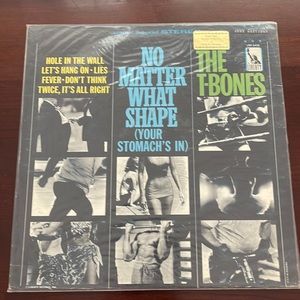 STEREO
HOLE IN THE WALL
LET'S HANG ON · LIES
FEVER · DON'T THINK
TWICE, IT'S ALL RIGHT
NO
MATTER
WHAT
SHAPE
(YOUR
STOMACH'S IN)
THE
T-BONES
LIBERTY